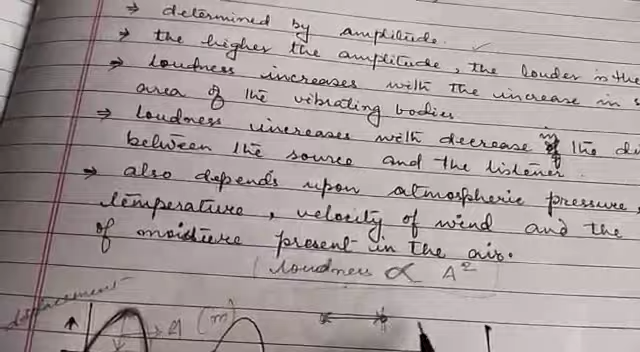 → determined by amplitude.
→ the higher the amplitude, the louder is the
→ loudness increases with the increase in
area of the vibrating bodies.
→ loudness increases with decrease in the
between the source and the listener.
→ also depends upon atmospheric pressure,
temperature, velocity of wind and the
of moisture present in the air.
(loudness ∝ A²)
displacement
A (m)